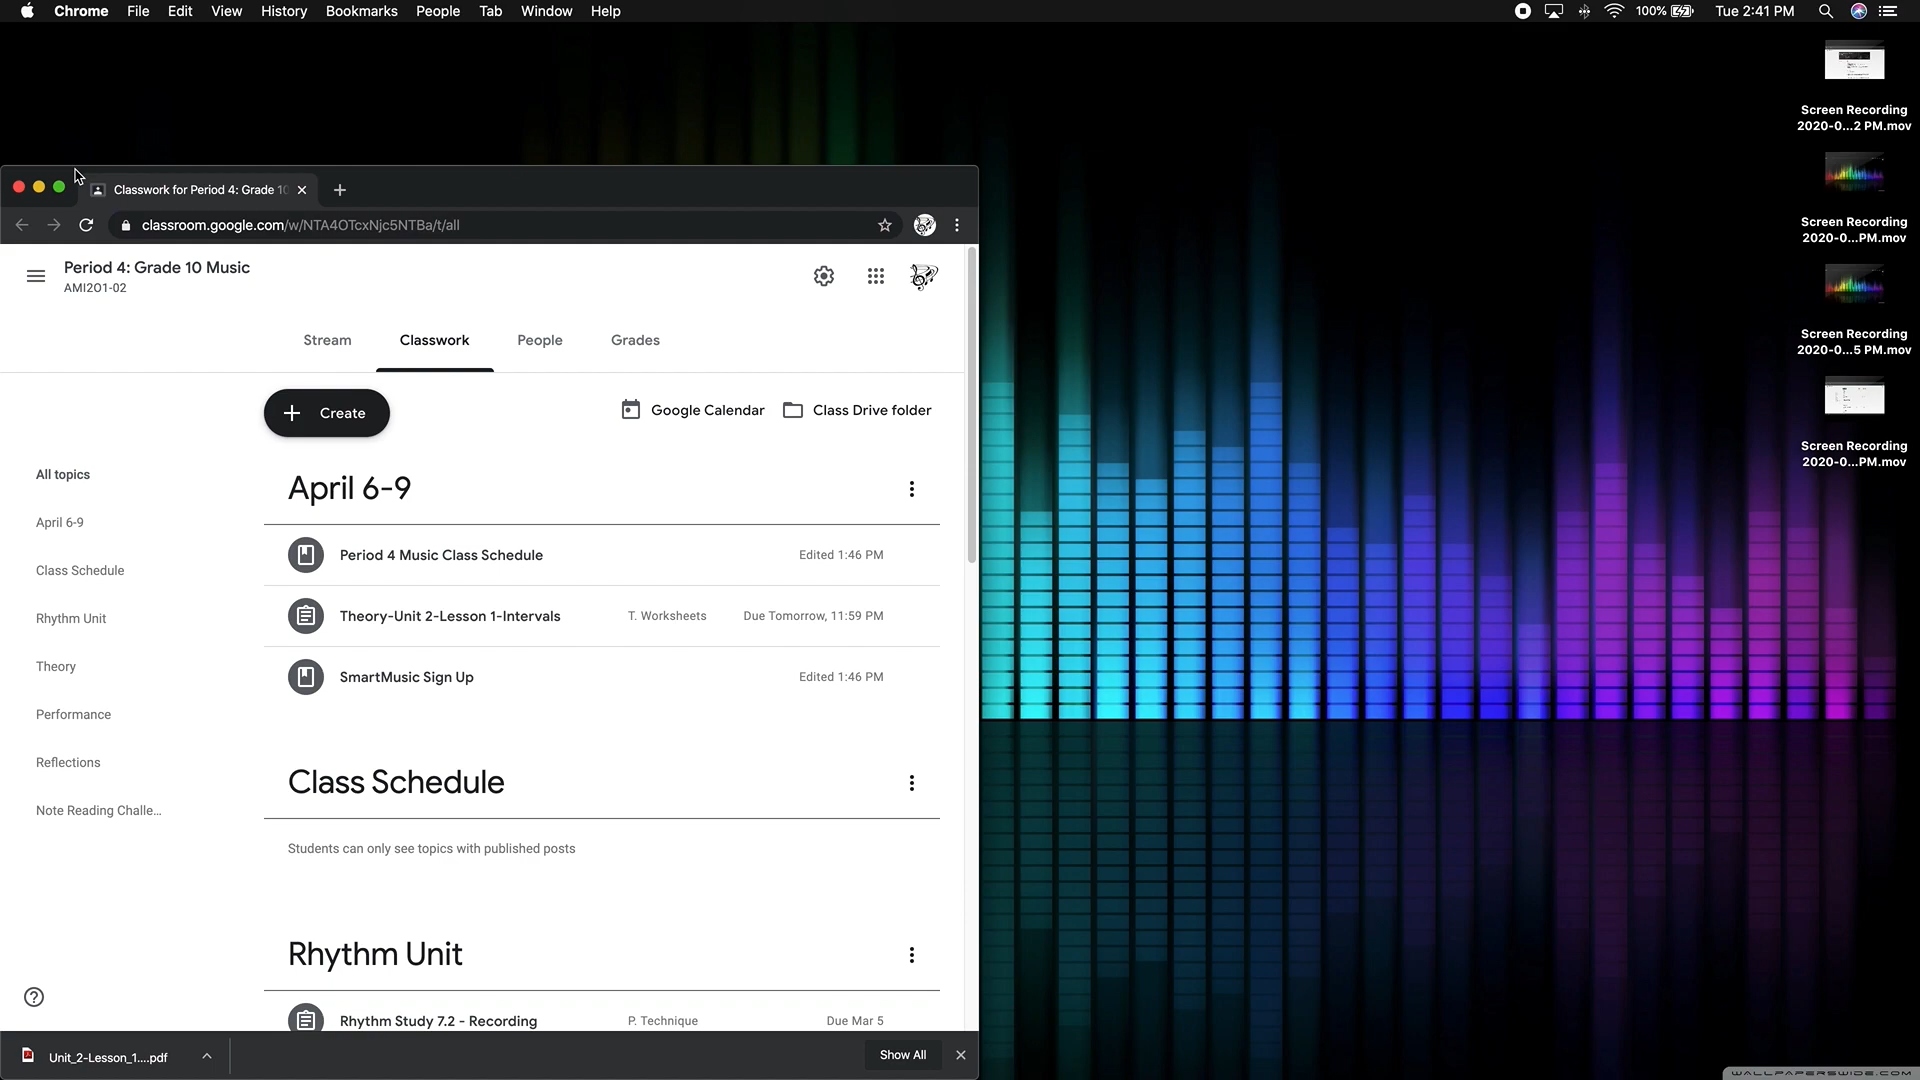 Chrome File Edit View History Bookmarks People Tab Window Help
100% Tue 2:41 PM
Screen Recording
2020-0...2 PM.mov
Screen Recording
2020-0...PM.mov
Screen Recording
2020-0...5 PM.mov
Screen Recording
2020-0...PM.mov
Classwork for Period 4: Grade 10
classroom.google.com/w/NTA4OTcxNjc5NTBa/t/all
Period 4: Grade 10 Music
AMI2O1-02
Stream Classwork People Grades
Create
Google Calendar Class Drive folder
All topics
April 6-9
Class Schedule
Rhythm Unit
Theory
Performance
Reflections
Note Reading Challe...
April 6-9
Period 4 Music Class Schedule Edited 1:46 PM
Theory-Unit 2-Lesson 1-Intervals T. Worksheets Due Tomorrow, 11:59 PM
SmartMusic Sign Up Edited 1:46 PM
Class Schedule
Students can only see topics with published posts
Rhythm Unit
Rhythm Study 7.2 - Recording P. Technique Due Mar 5
Unit_2-Lesson_1....pdf
Show All
WALLPAPERSWIDE.COM